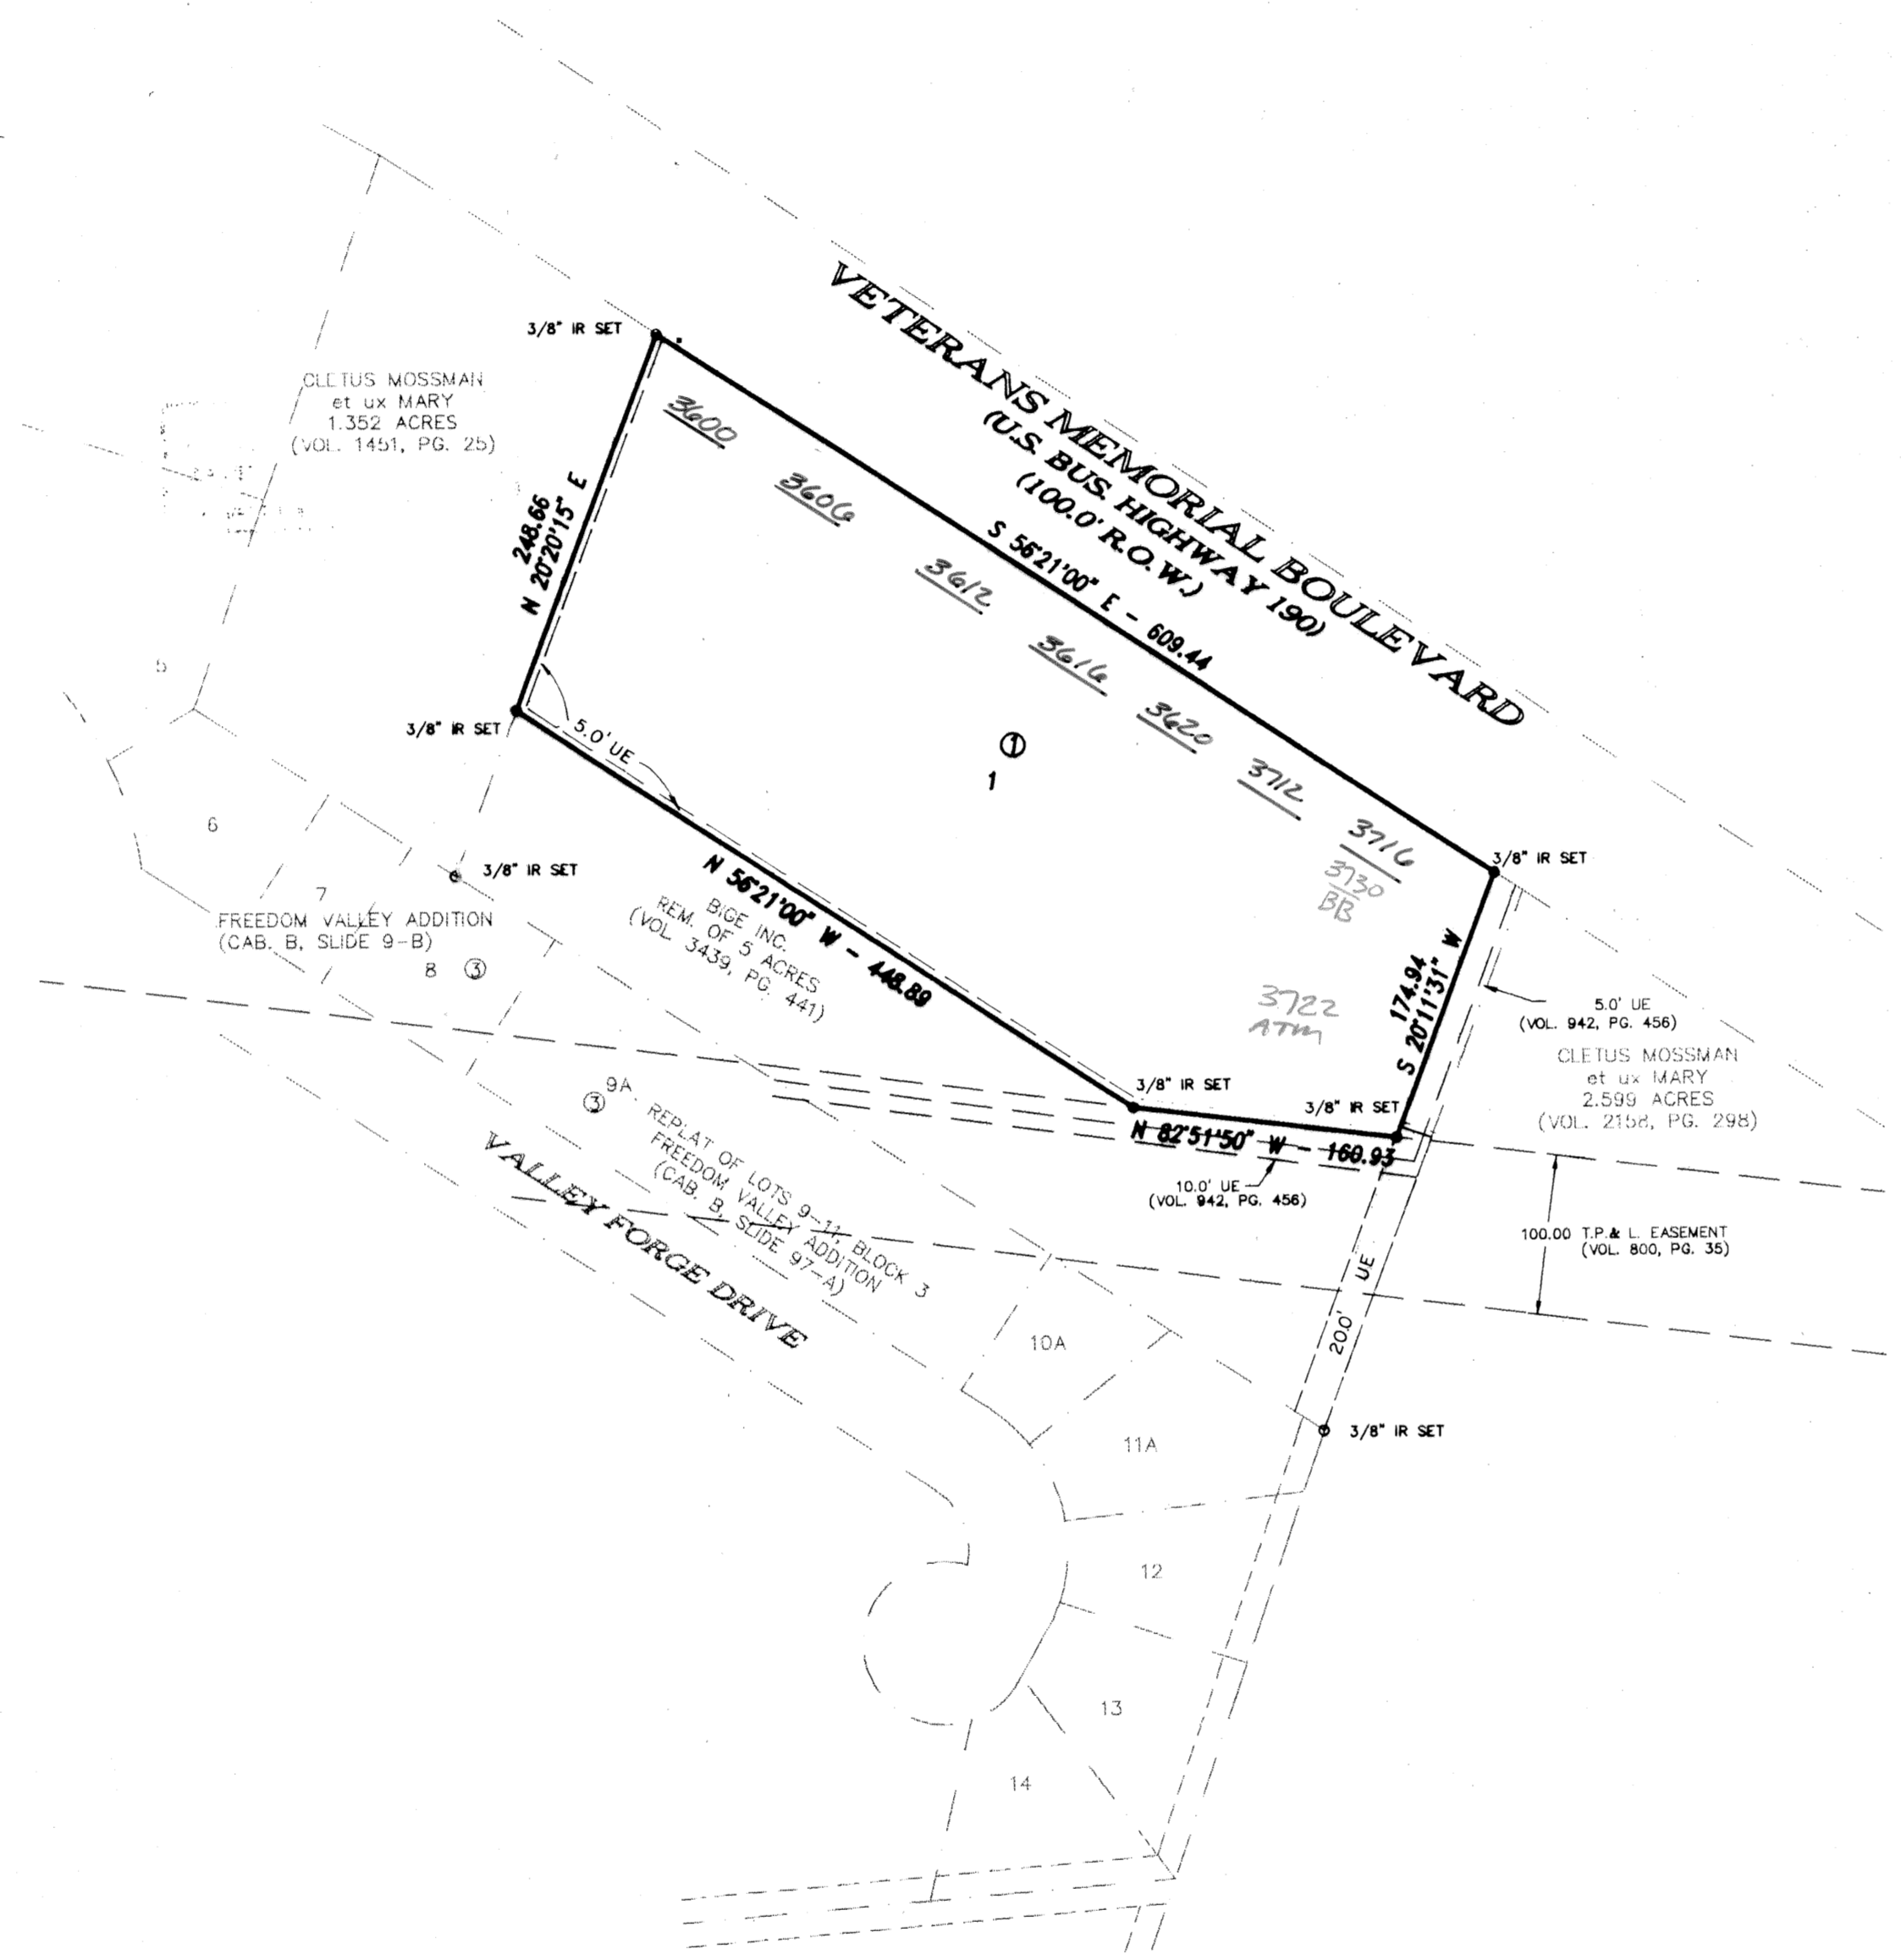 VETERANS MEMORIAL BOULEVARD
(U.S. BUS. HIGHWAY 190)
(100.0' R.O.W.)
3/8" IR SET
CLETUS MOSSMAN
et ux MARY
1.352 ACRES
(VOL. 1451, PG. 25)
248.66
N 20°20'15" E
3600
3606
S 56°21'00" E - 609.44
3612
3616
3620
3712
3716
3730
BB
3722
ATM
1
1
3/8" IR SET
5.0' UE
3/8" IR SET
174.94
S 20°11'31" W
5.0' UE
(VOL. 942, PG. 456)
CLETUS MOSSMAN
et ux MARY
2.599 ACRES
(VOL. 2158, PG. 298)
5
6
7
3/8" IR SET
FREEDOM VALLEY ADDITION
(CAB. B, SLIDE 9-B)
8 3
N 56°21'00" W - 448.89
BIGE INC.
REM. OF 5 ACRES
(VOL. 3439, PG. 441)
3/8" IR SET
3/8" IR SET
N 82°51'50" W - 160.93
10.0' UE
(VOL. 942, PG. 456)
100.00 T.P.& L. EASEMENT
(VOL. 800, PG. 35)
9A
3
REPLAT OF LOTS 9-11, BLOCK 3
FREEDOM VALLEY ADDITION
(CAB. B, SLIDE 97-A)
VALLEY FORGE DRIVE
20.0' UE
10A
11A
3/8" IR SET
12
13
14